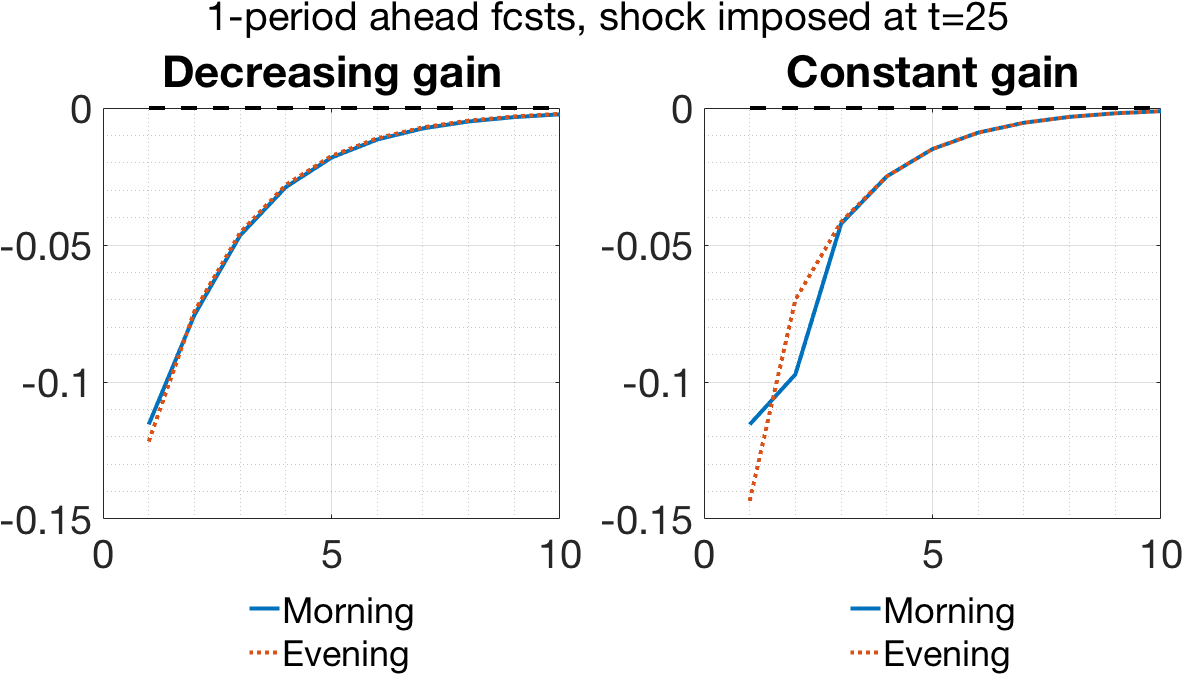 1-period ahead fcsts, shock imposed at t=25
Decreasing gain
0
-0.05
-0.1
-0.15
0
5
10
Morning
Evening
Constant gain
0
-0.05
-0.1
-0.15
0
5
10
Morning
Evening